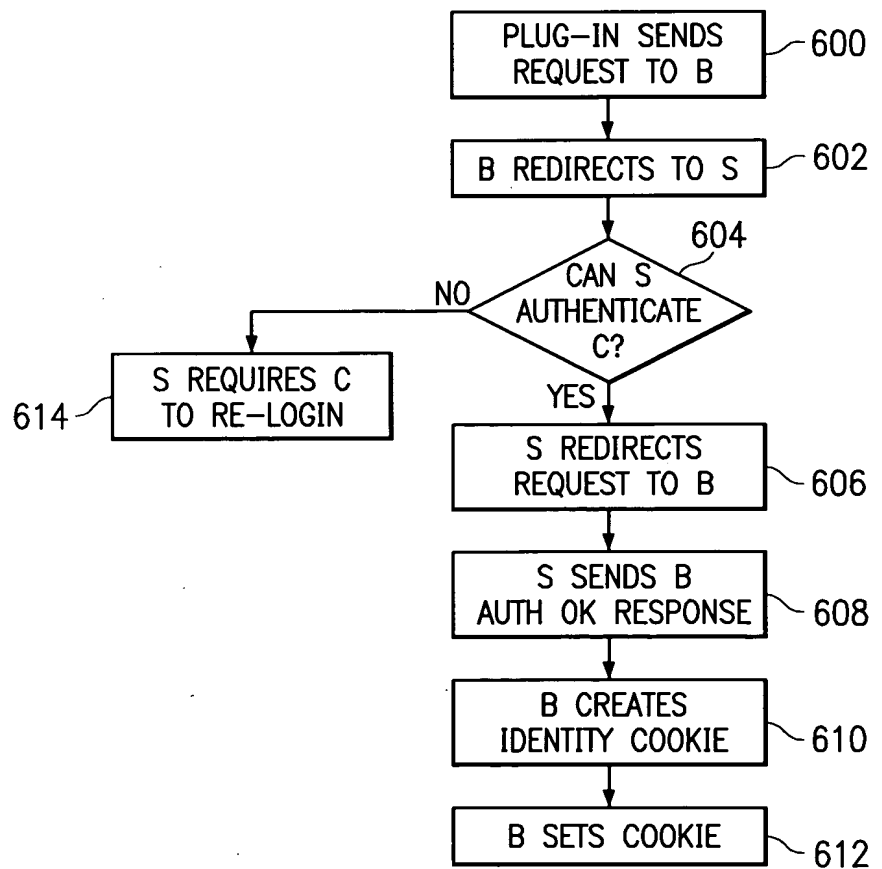 PLUG-IN SENDS
REQUEST TO B
600
B REDIRECTS TO S
602
604
CAN S
AUTHENTICATE
C?
NO
S REQUIRES C
TO RE-LOGIN
614
YES
S REDIRECTS
REQUEST TO B
606
S SENDS B
AUTH OK RESPONSE
608
B CREATES
IDENTITY COOKIE
610
B SETS COOKIE
612